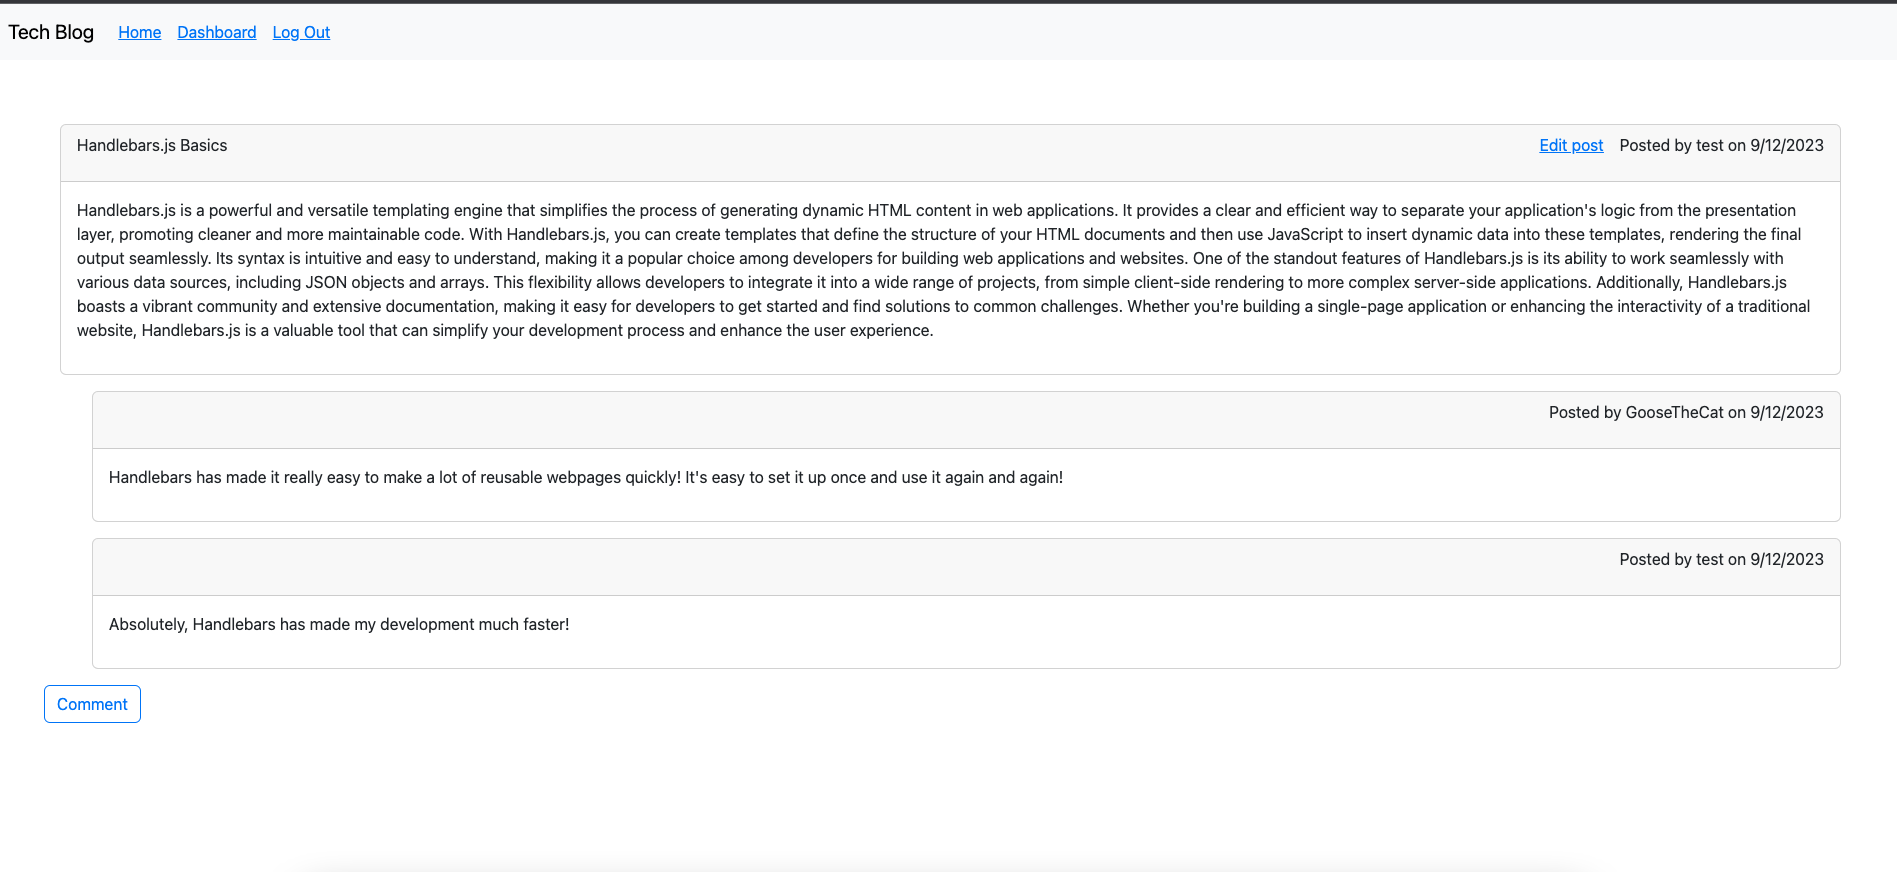 Tech Blog Home Dashboard Log Out
Handlebars.js Basics Edit post Posted by test on 9/12/2023
Handlebars.js is a powerful and versatile templating engine that simplifies the process of generating dynamic HTML content in web applications. It provides a clear and efficient way to separate your application's logic from the presentation
layer, promoting cleaner and more maintainable code. With Handlebars.js, you can create templates that define the structure of your HTML documents and then use JavaScript to insert dynamic data into these templates, rendering the final
output seamlessly. Its syntax is intuitive and easy to understand, making it a popular choice among developers for building web applications and websites. One of the standout features of Handlebars.js is its ability to work seamlessly with
various data sources, including JSON objects and arrays. This flexibility allows developers to integrate it into a wide range of projects, from simple client-side rendering to more complex server-side applications. Additionally, Handlebars.js
boasts a vibrant community and extensive documentation, making it easy for developers to get started and find solutions to common challenges. Whether you're building a single-page application or enhancing the interactivity of a traditional
website, Handlebars.js is a valuable tool that can simplify your development process and enhance the user experience.
Posted by GooseTheCat on 9/12/2023
Handlebars has made it really easy to make a lot of reusable webpages quickly! It's easy to set it up once and use it again and again!
Posted by test on 9/12/2023
Absolutely, Handlebars has made my development much faster!
Comment